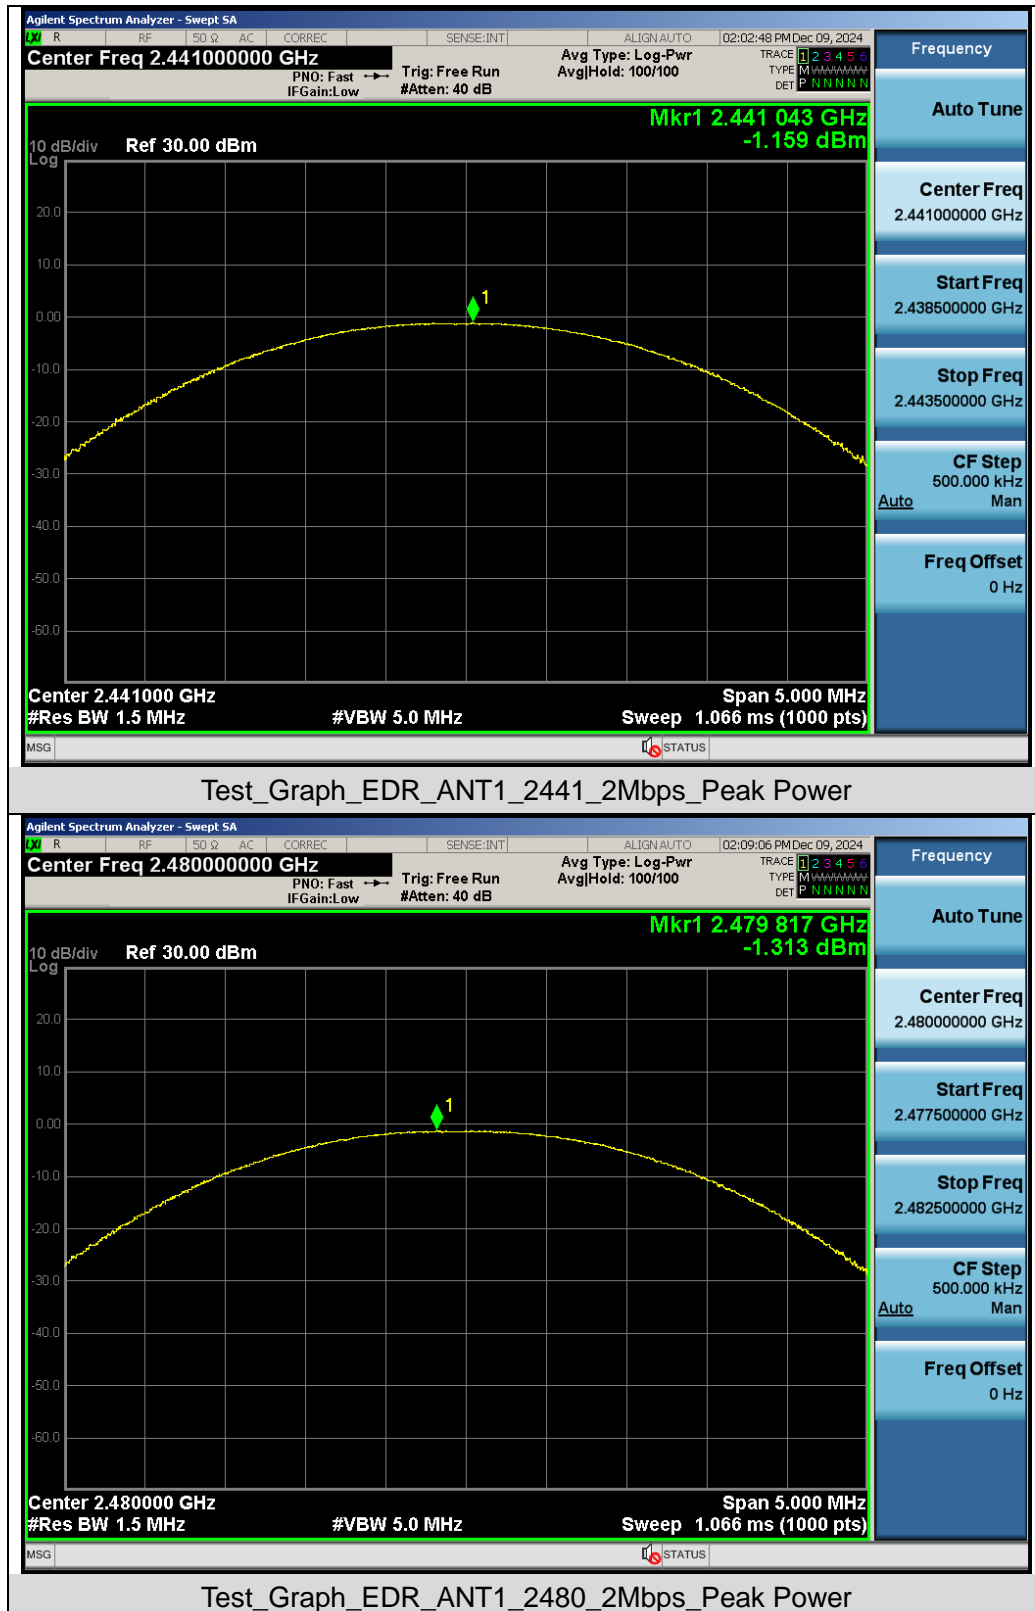 Agilent Spectrum Analyzer - Swept SA
LXI R RF 50 Ω AC CORREC SENSE:INT ALIGN AUTO 02:02:48 PM Dec 09, 2024
Center Freq 2.441000000 GHz
PNO: Fast
IFGain:Low
Trig: Free Run
#Atten: 40 dB
Avg Type: Log-Pwr
Avg|Hold: 100/100
TRACE 1 2 3 4 5 6
TYPE M
DET P N N N N N
Mkr1 2.441 043 GHz
-1.159 dBm
10 dB/div Ref 30.00 dBm
Log
20.0
10.0
0.00
1
-10.0
-20.0
-30.0
-40.0
-50.0
-60.0
Center 2.441000 GHz Span 5.000 MHz
#Res BW 1.5 MHz #VBW 5.0 MHz Sweep 1.066 ms (1000 pts)
MSG STATUS
Frequency
Auto Tune
Center Freq
2.441000000 GHz
Start Freq
2.438500000 GHz
Stop Freq
2.443500000 GHz
CF Step
500.000 kHz
Auto Man
Freq Offset
0 Hz
Test_Graph_EDR_ANT1_2441_2Mbps_Peak Power
Agilent Spectrum Analyzer - Swept SA
LXI R RF 50 Ω AC CORREC SENSE:INT ALIGN AUTO 02:09:06 PM Dec 09, 2024
Center Freq 2.480000000 GHz
PNO: Fast
IFGain:Low
Trig: Free Run
#Atten: 40 dB
Avg Type: Log-Pwr
Avg|Hold: 100/100
TRACE 1 2 3 4 5 6
TYPE M
DET P N N N N N
Mkr1 2.479 817 GHz
-1.313 dBm
10 dB/div Ref 30.00 dBm
Log
20.0
10.0
0.00
1
-10.0
-20.0
-30.0
-40.0
-50.0
-60.0
Center 2.480000 GHz Span 5.000 MHz
#Res BW 1.5 MHz #VBW 5.0 MHz Sweep 1.066 ms (1000 pts)
MSG STATUS
Frequency
Auto Tune
Center Freq
2.480000000 GHz
Start Freq
2.477500000 GHz
Stop Freq
2.482500000 GHz
CF Step
500.000 kHz
Auto Man
Freq Offset
0 Hz
Test_Graph_EDR_ANT1_2480_2Mbps_Peak Power